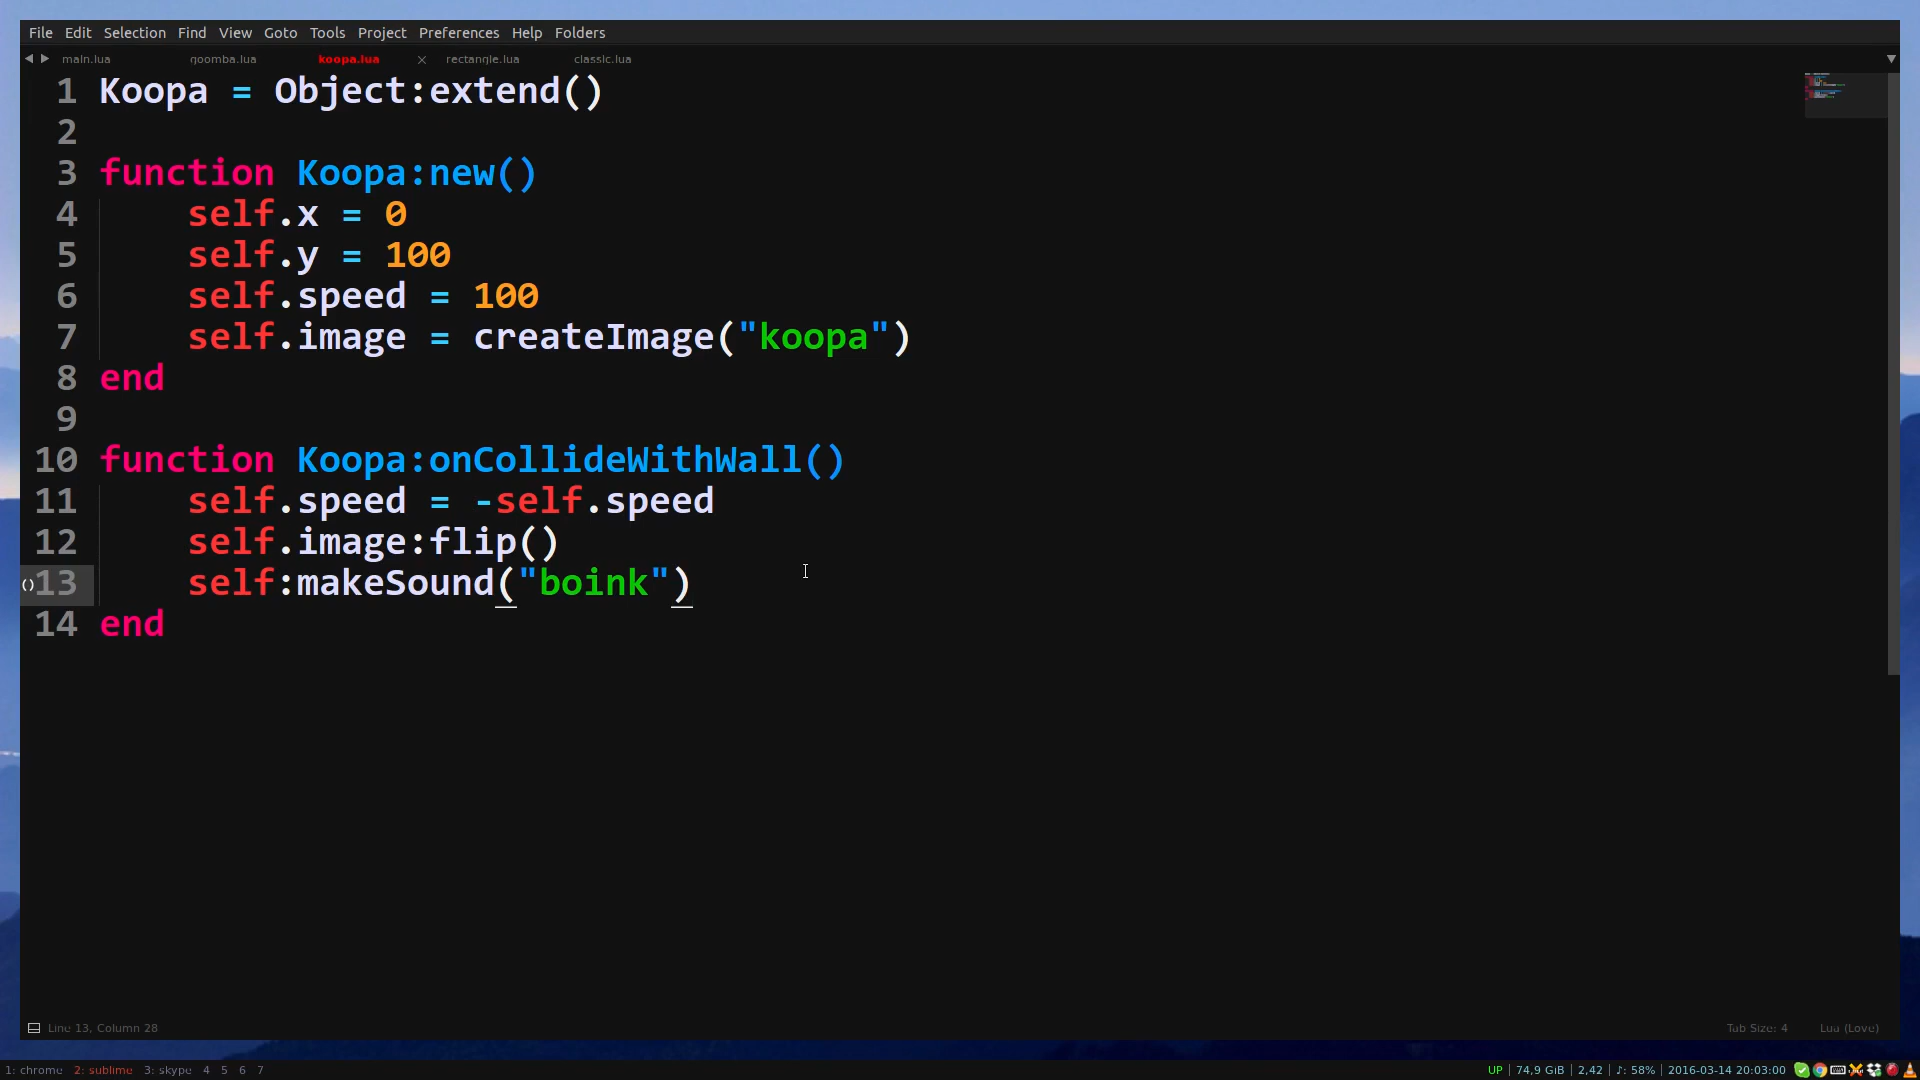 File Edit Selection Find View Goto Tools Project Preferences Help Folders
main.lua goomba.lua koopa.lua rectangle.lua classic.lua
1 Koopa = Object:extend()
2
3 function Koopa:new()
4     self.x = 0
5     self.y = 100
6     self.speed = 100
7     self.image = createImage("koopa")
8 end
9
10 function Koopa:onCollideWithWall()
11     self.speed = -self.speed
12     self.image:flip()
13     self:makeSound("boink")
14 end
Line 13, Column 28 Tab Size: 4 Lua (Love)
1: chrome 2: sublime 3: skype 4 5 6 7 UP | 74,9 GiB | 2,42 | ♪: 58% | 2016-03-14 20:03:00